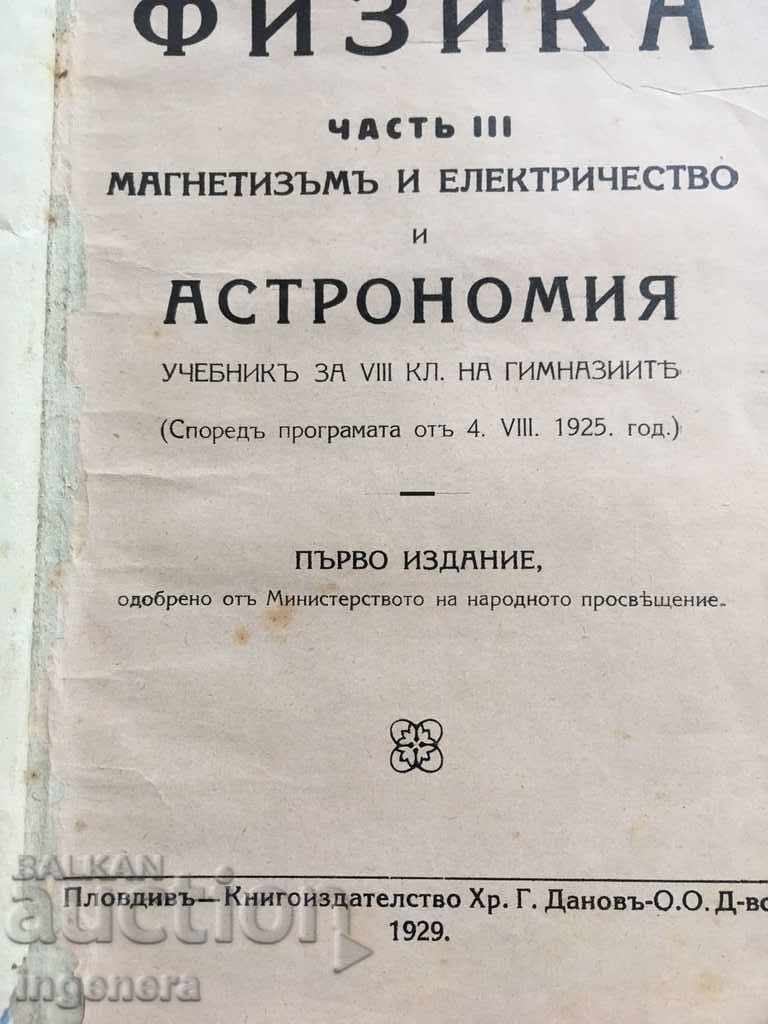 ФИЗИКА
ЧАСТЬ III
МАГНЕТИЗЪМЪ И ЕЛЕКТРИЧЕСТВО
И
АСТРОНОМИЯ
УЧЕБНИКЪ ЗА VIII КЛ. НА ГИМНАЗИИТѢ
(Споредъ програмата отъ 4. VIII. 1925. год.)
ПЪРВО ИЗДАНИЕ,
одобрено отъ Министерството на народното просвѣщение.
Пловдивъ—Книгоиздателство Хр. Г. Дановъ-О.О. Д-во
1929.
BALKAN
auction
ingenera